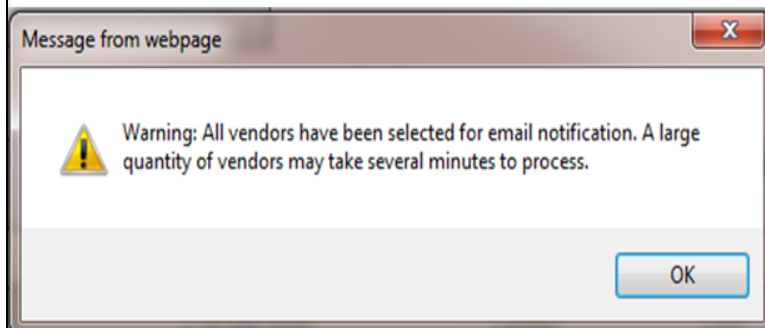 Message from webpage
Warning: All vendors have been selected for email notification. A large
quantity of vendors may take several minutes to process.
OK